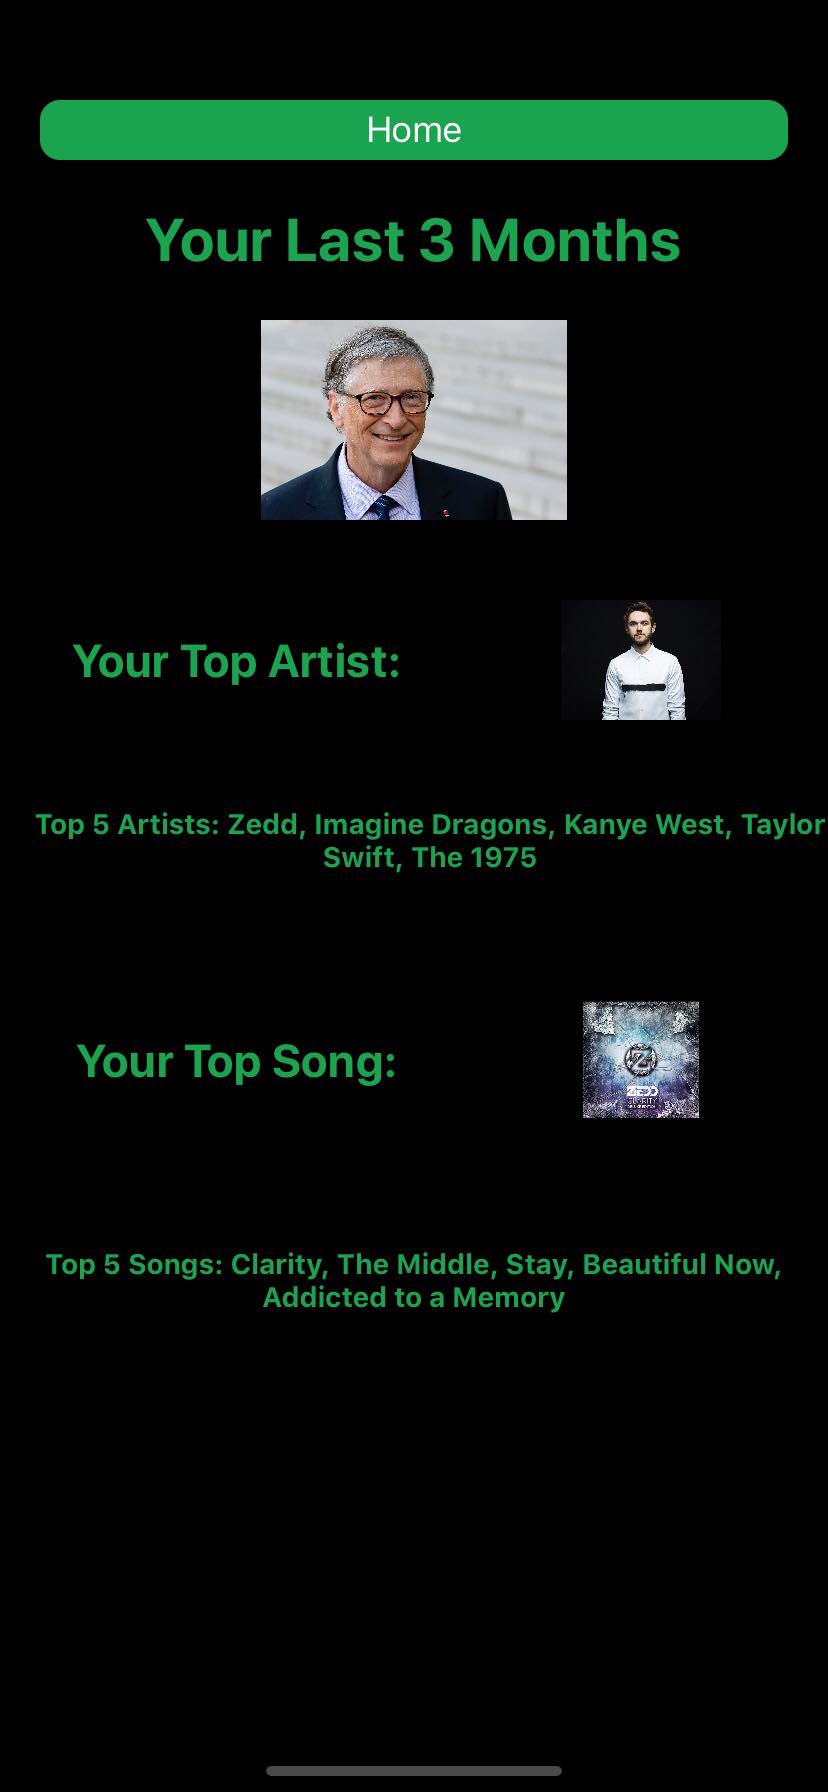 Home
Your Last 3 Months
Your Top Artist:
Top 5 Artists: Zedd, Imagine Dragons, Kanye West, Taylor
Swift, The 1975
Your Top Song:
Z
ZEDD
CLARITY
Top 5 Songs: Clarity, The Middle, Stay, Beautiful Now,
Addicted to a Memory